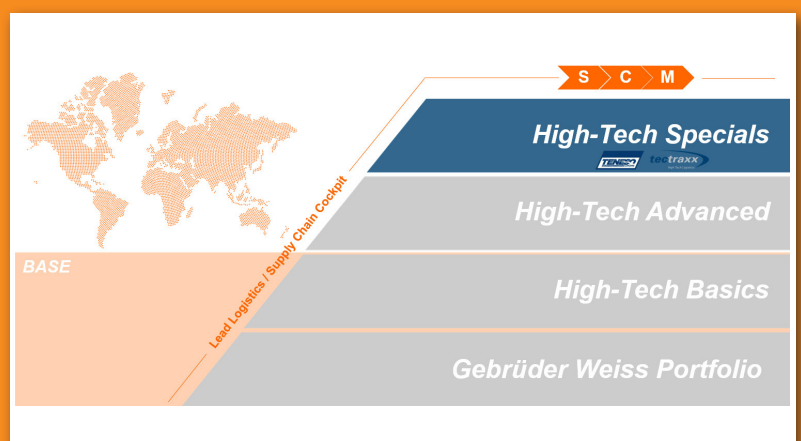 S C M
High-Tech Specials
tectraxx
High-Tech Advanced
Lead Logistics / Supply Chain Cockpit
BASE
High-Tech Basics
Gebrüder Weiss Portfolio